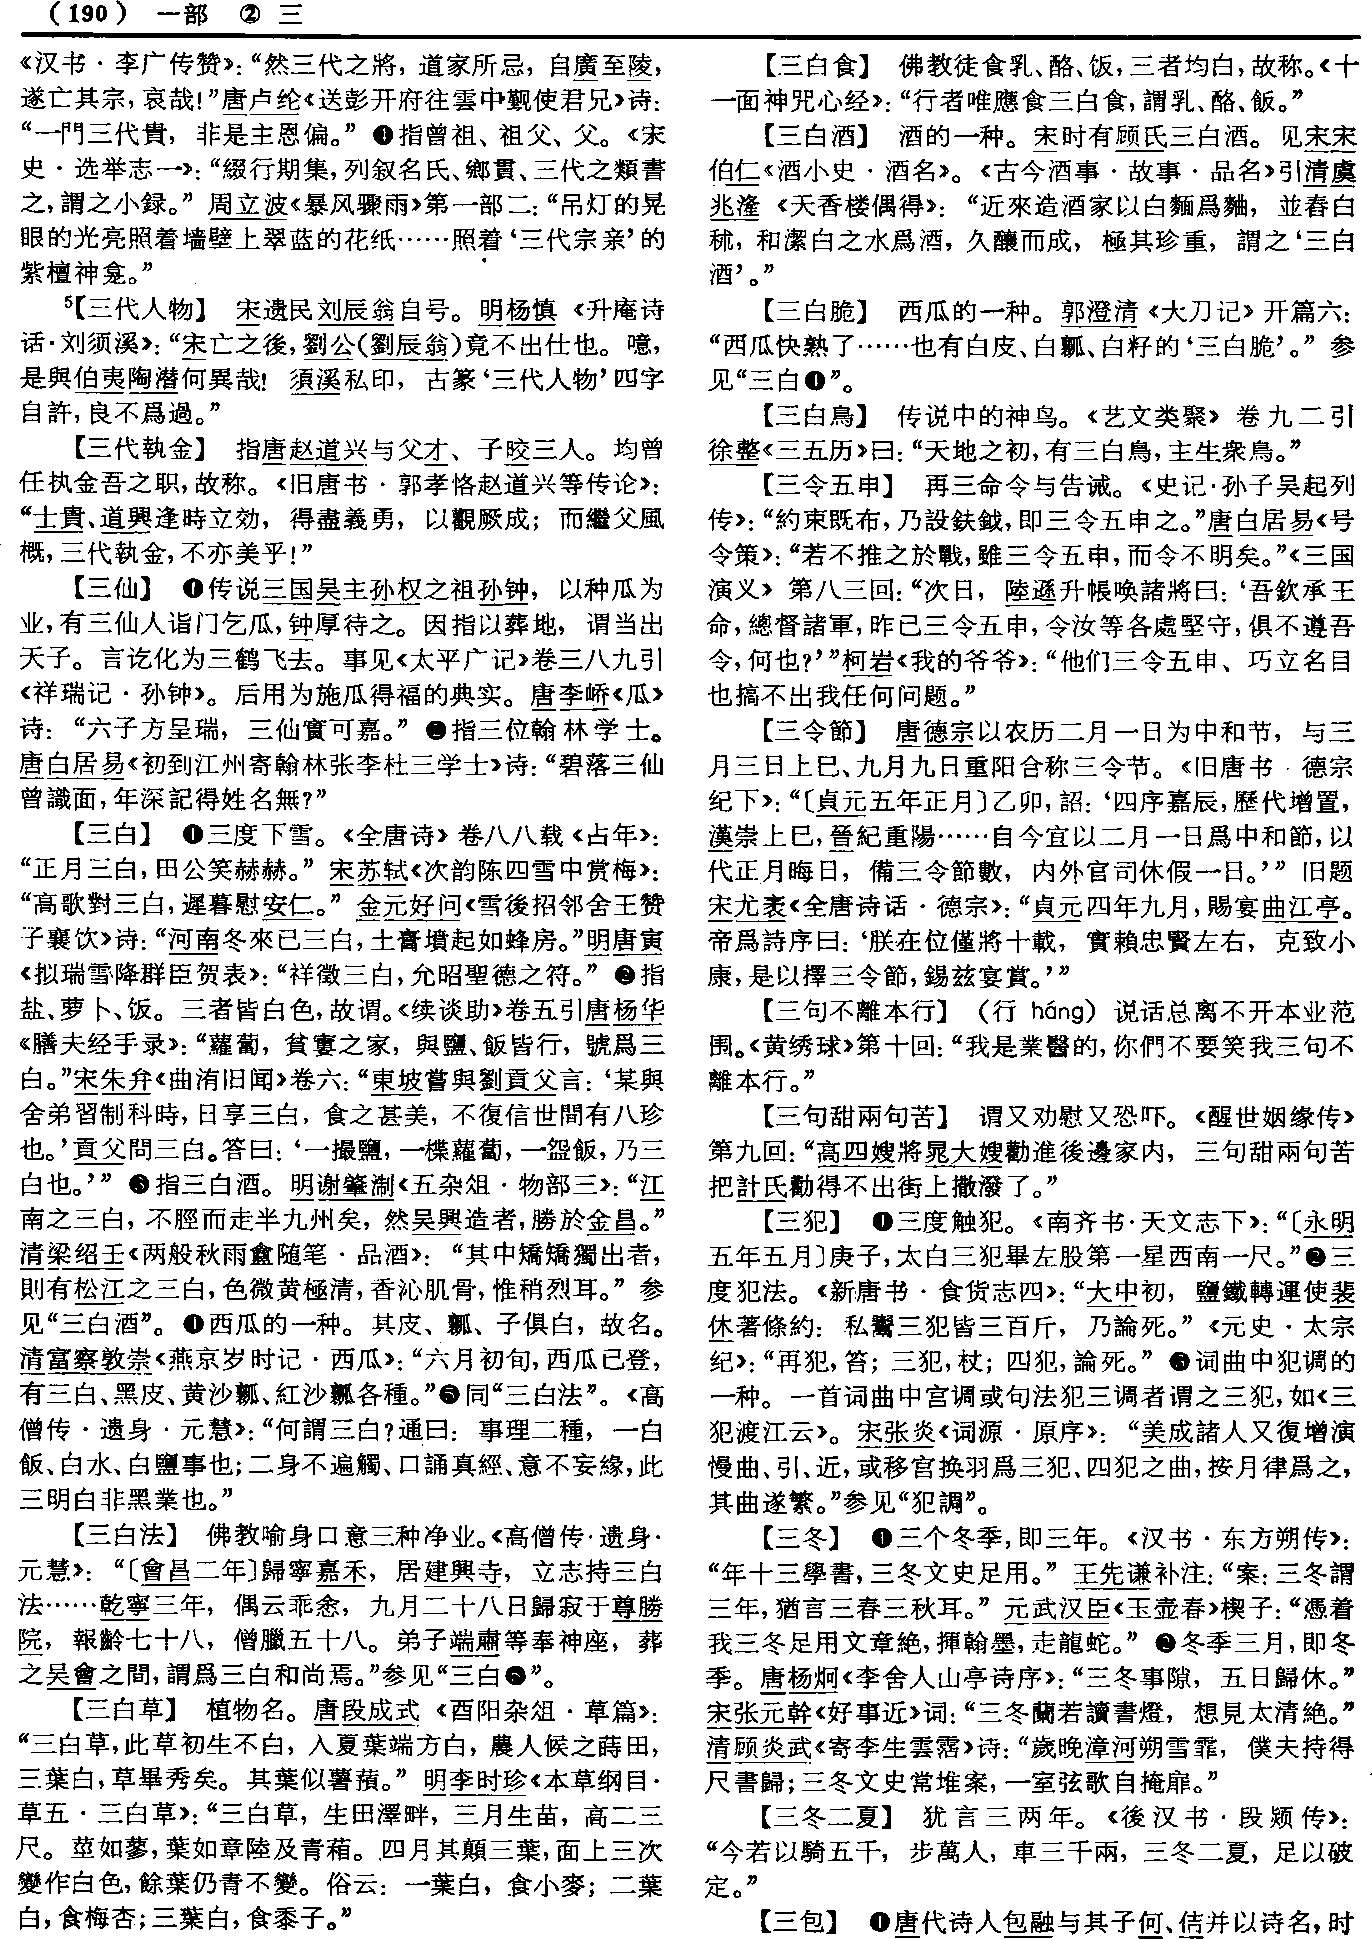 （190） 一部 ② 三
《汉书·李广传赞》：“然三代之將，道家所忌，自廣至陵，
遂亡其宗，哀哉！”唐卢纶《送彭开府往雲中觐使君兄》诗：
“一門三代貴，非是主恩偏。” ❹指曾祖、祖父、父。《宋
史·选举志一》：“綴行期集，列叙名氏、鄉貫、三代之類書
之，謂之小録。” 周立波《暴风骤雨》第一部二：“吊灯的晃
眼的光亮照着墙壁上翠蓝的花纸……照着‘三代宗亲’的
紫檀神龛。”
⁵【三代人物】 宋遗民刘辰翁自号。明杨慎《升庵诗
话·刘须溪》：“宋亡之後，劉公（劉辰翁）竟不出仕也。噫，
是與伯夷陶潛何異哉！須溪私印，古篆‘三代人物’四字
自許，良不爲過。”
【三代執金】 指唐赵道兴与父才、子晈三人。均曾
任执金吾之职，故称。《旧唐书·郭孝恪赵道兴等传论》：
“士貴、道興逢時立効，得盡義勇，以觀厥成；而繼父風
概，三代執金，不亦美乎！”
【三仙】 ❶传说三国吴主孙权之祖孙钟，以种瓜为
业，有三仙人诣门乞瓜，钟厚待之。因指以葬地，谓当出
天子。言讫化为三鹤飞去。事见《太平广记》卷三八九引
《祥瑞记·孙钟》。后用为施瓜得福的典实。唐李峤《瓜》
诗：“六子方呈瑞，三仙實可嘉。” ❷指三位翰林学士。
唐白居易《初到江州寄翰林张李杜三学士》诗：“碧落三仙
曾識面，年深記得姓名無？”
【三白】 ❶三度下雪。《全唐诗》卷八八载《占年》：
“正月三白，田公笑赫赫。” 宋苏轼《次韵陈四雪中赏梅》：
“高歌對三白，遲暮慰安仁。” 金元好问《雪後招邻舍王赞
子襄饮》诗：“河南冬來已三白，土膏墳起如蜂房。”明唐寅
《拟瑞雪降群臣贺表》：“祥徵三白，允昭聖德之符。” ❷指
盐、萝卜、饭。三者皆白色，故谓。《续谈助》卷五引唐杨华
《膳夫经手录》：“蘿蔔，貧寠之家，與鹽、飯皆行，號爲三
白。”宋朱弁《曲洧旧闻》卷六：“東坡嘗與劉貢父言：‘某與
舍弟習制科時，日享三白，食之甚美，不復信世間有八珍
也。’貢父問三白。答曰：‘一撮鹽，一楪蘿蔔，一盌飯，乃三
白也。’” ❸指三白酒。明谢肇淛《五杂俎·物部三》：“江
南之三白，不脛而走半九州矣，然吴興造者，勝於金昌。”
清梁绍壬《两般秋雨盦随笔·品酒》：“其中矯矯獨出者，
則有松江之三白，色微黄極清，香沁肌骨，惟稍烈耳。” 参
见“三白酒”。❹西瓜的一种。其皮、瓤、子俱白，故名。
清富察敦崇《燕京岁时记·西瓜》：“六月初旬，西瓜已登，
有三白、黑皮、黄沙瓤、紅沙瓤各種。”❺同“三白法”。《高
僧传·遗身·元慧》：“何謂三白？通曰：事理二種，一白
飯、白水、白鹽事也；二身不遍觸、口誦真經、意不妄缘，此
三明白非黑業也。”
【三白法】 佛教喻身口意三种净业。《高僧传·遗身·
元慧》：“〔會昌二年〕歸寧嘉禾，居建興寺，立志持三白
法……乾寧三年，偶云乖悆，九月二十八日歸寂于尊勝
院，報齡七十八，僧臘五十八。弟子端肅等奉神座，葬
之吴會之間，謂爲三白和尚焉。”参见“三白❺”。
【三白草】 植物名。唐段成式《酉阳杂俎·草篇》：
“三白草，此草初生不白，入夏葉端方白，農人候之蒔田，
三葉白，草畢秀矣。其葉似薯蕷。” 明李时珍《本草纲目·
草五·三白草》：“三白草，生田澤畔，三月生苗，高二三
尺。莖如蓼，葉如章陸及青葙。四月其顛三葉，面上三次
變作白色，餘葉仍青不變。俗云：一葉白，食小麥；二葉
白，食梅杏；三葉白，食黍子。”
【三白食】 佛教徒食乳、酪、饭，三者均白，故称。《十
一面神咒心经》：“行者唯應食三白食，謂乳、酪、飯。”
【三白酒】 酒的一种。宋时有顾氏三白酒。见宋宋
伯仁《酒小史·酒名》。《古今酒事·故事·品名》引清虞
兆漋《天香楼偶得》：“近來造酒家以白麵爲麯，並舂白
秫，和潔白之水爲酒，久釀而成，極其珍重，謂之‘三白
酒’。”
【三白脆】 西瓜的一种。郭澄清《大刀记》开篇六：
“西瓜快熟了……也有白皮、白瓤、白籽的‘三白脆’。” 参
见“三白❹”。
【三白鳥】 传说中的神鸟。《艺文类聚》卷九二引
徐整《三五历》曰：“天地之初，有三白鳥，主生衆鳥。”
【三令五申】 再三命令与告诫。《史记·孙子吴起列
传》：“約束既布，乃設鈇鉞，即三令五申之。”唐白居易《号
令策》：“若不推之於戰，雖三令五申，而令不明矣。”《三国
演义》第八三回：“次日，陸遜升帳唤諸將曰：‘吾欽承王
命，總督諸軍，昨已三令五申，令汝等各處堅守，俱不遵吾
令，何也？’”柯岩《我的爷爷》：“他们三令五申、巧立名目
也搞不出我任何问题。”
【三令節】 唐德宗以农历二月一日为中和节，与三
月三日上巳、九月九日重阳合称三令节。《旧唐书·德宗
纪下》：“〔貞元五年正月〕乙卯，詔：‘四序嘉辰，歷代增置，
漢崇上巳，晉紀重陽……自今宜以二月一日爲中和節，以
代正月晦日，備三令節數，内外官司休假一日。’” 旧题
宋尤袤《全唐诗话·德宗》：“貞元四年九月，賜宴曲江亭。
帝爲詩序曰：‘朕在位僅將十載，實賴忠賢左右，克致小
康，是以擇三令節，錫兹宴賞。’”
【三句不離本行】 （行 háng）说话总离不开本业范
围。《黄绣球》第十回：“我是業醫的，你們不要笑我三句不
離本行。”
【三句甜兩句苦】 谓又劝慰又恐吓。《醒世姻缘传》
第九回：“高四嫂將晁大嫂勸進後邊家内，三句甜兩句苦
把計氏勸得不出街上撒潑了。”
【三犯】 ❶三度触犯。《南齐书·天文志下》：“〔永明
五年五月〕庚子，太白三犯畢左股第一星西南一尺。”❷三
度犯法。《新唐书·食货志四》：“大中初，鹽鐵轉運使裴
休著條約：私鬻三犯皆三百斤，乃論死。”《元史·太宗
纪》：“再犯，笞；三犯，杖；四犯，論死。” ❸词曲中犯调的
一种。一首词曲中宫调或句法犯三调者谓之三犯，如《三
犯渡江云》。宋张炎《词源·原序》：“美成諸人又復增演
慢曲、引、近，或移宫换羽爲三犯、四犯之曲，按月律爲之，
其曲遂繁。”参见“犯調”。
【三冬】 ❶三个冬季，即三年。《汉书·东方朔传》：
“年十三學書，三冬文史足用。” 王先谦补注：“案：三冬謂
三年，猶言三春三秋耳。” 元武汉臣《玉壶春》楔子：“憑着
我三冬足用文章絶，揮翰墨，走龍蛇。” ❷冬季三月，即冬
季。唐杨炯《李舍人山亭诗序》：“三冬事隙，五日歸休。”
宋张元幹《好事近》词：“三冬蘭若讀書燈，想見太清絶。”
清顾炎武《寄李生雲霑》诗：“歲晚漳河朔雪霏，僕夫持得
尺書歸；三冬文史常堆案，一室弦歌自掩扉。”
【三冬二夏】 犹言三两年。《後汉书·段颎传》：
“今若以騎五千，步萬人，車三千兩，三冬二夏，足以破
定。”
【三包】 ❶唐代诗人包融与其子何、佶并以诗名，时